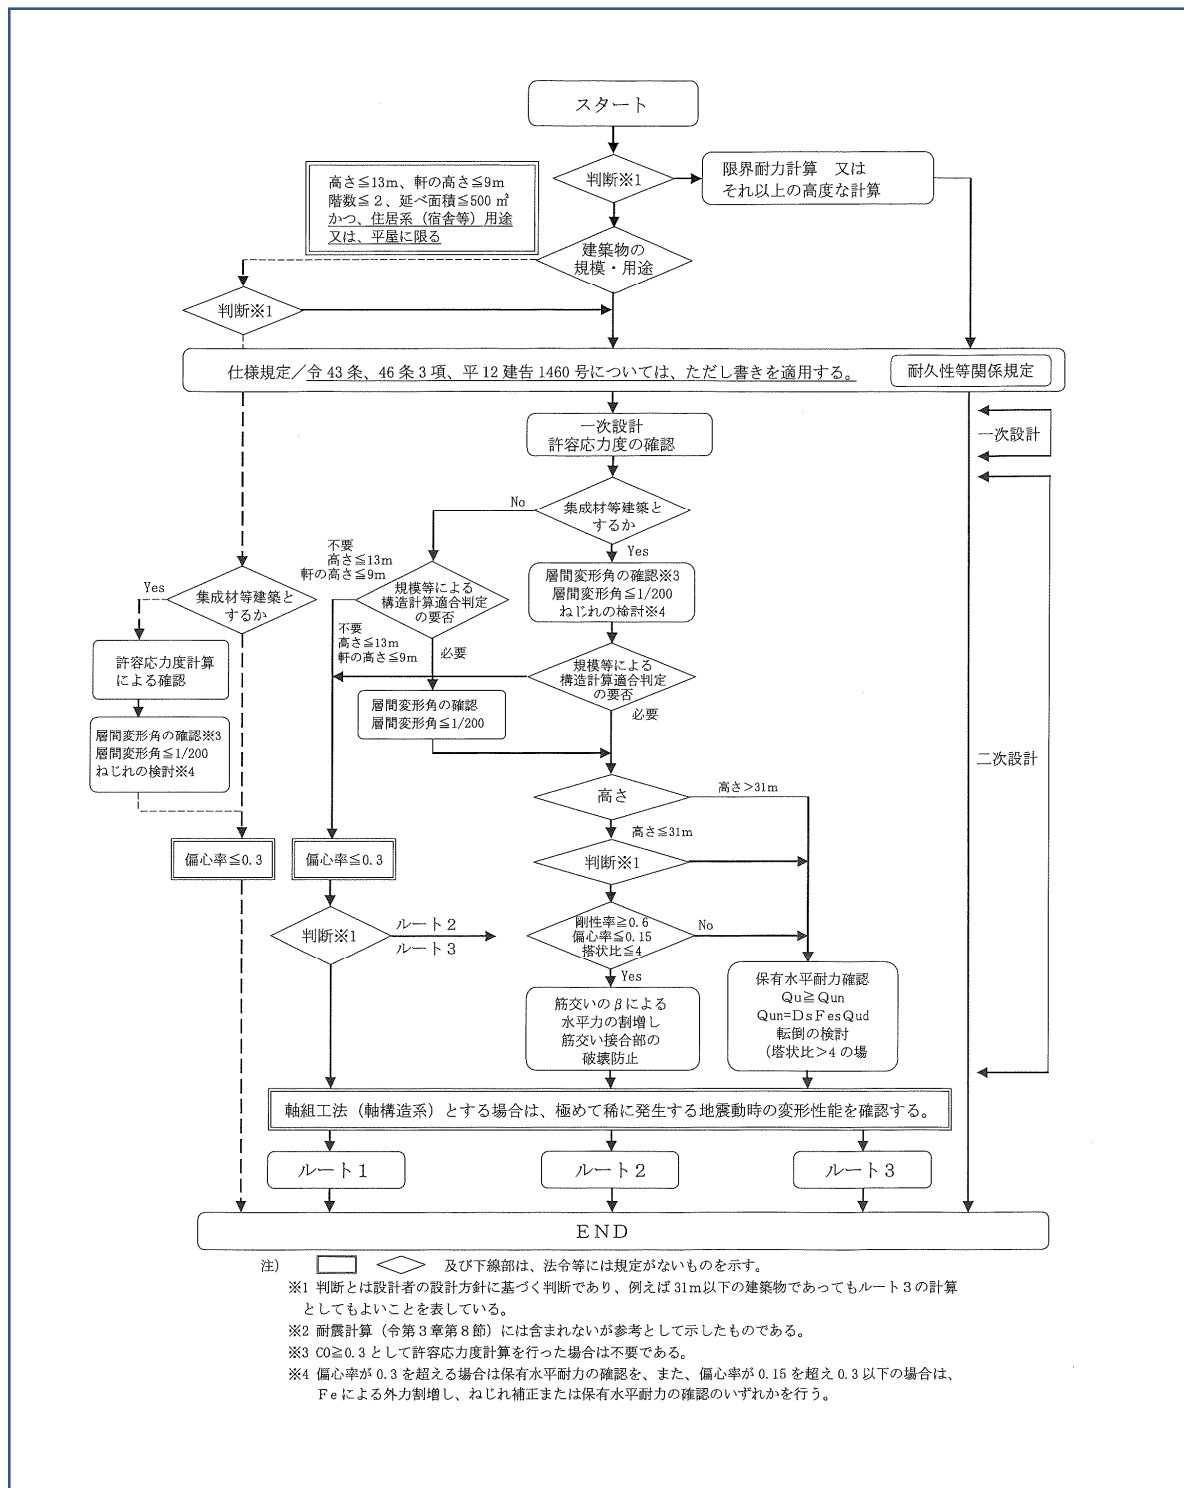 スタート
判断※1
限界耐力計算 又は
それ以上の高度な計算
高さ≦13m、軒の高さ≦9m
階数≦2、延べ面積≦500㎡
かつ、住居系（宿舎等）用途
又は、平屋に限る
建築物の
規模・用途
判断※1
仕様規定／令43条、46条3項、平12建告1460号については、ただし書きを適用する。
耐久性等関係規定
一次設計
許容応力度の確認
一次設計
集成材等建築と
するか
No
Yes
不要
高さ≦13m
軒の高さ≦9m
規模等による
構造計算適合判定
の要否
層間変形角の確認※3
層間変形角≦1/200
ねじれの検討※4
Yes
集成材等建築と
するか
不要
高さ≦13m
軒の高さ≦9m
必要
許容応力度計算
による確認
規模等による
構造計算適合判定
の要否
必要
層間変形角の確認
層間変形角≦1/200
層間変形角の確認※3
層間変形角≦1/200
ねじれの検討※4
二次設計
高さ
高さ>31m
高さ≦31m
偏心率≦0.3
偏心率≦0.3
判断※1
判断※1
ルート2
ルート3
剛性率≧0.6
偏心率≦0.15
搭状比≦4
No
Yes
筋交いのβによる
水平力の割増し
筋交い接合部の
破壊防止
保有水平耐力確認
Qu≧Qun
Qun=DsFesQud
転倒の検討
(塔状比>4の場
軸組工法（軸構造系）とする場合は、極めて稀に発生する地震動時の変形性能を確認する。
ルート1
ルート2
ルート3
END
注) 及び下線部は、法令等には規定がないものを示す。
※1 判断とは設計者の設計方針に基づく判断であり、例えば31m以下の建築物であってもルート3の計算
としてもよいことを表している。
※2 耐震計算（令第3章第8節）には含まれないが参考として示したものである。
※3 CO≧0.3として許容応力度計算を行った場合は不要である。
※4 偏心率が0.3を超える場合は保有水平耐力の確認を、また、偏心率が0.15を超え0.3以下の場合は、
Feによる外力割増し、ねじれ補正または保有水平耐力の確認のいずれかを行う。